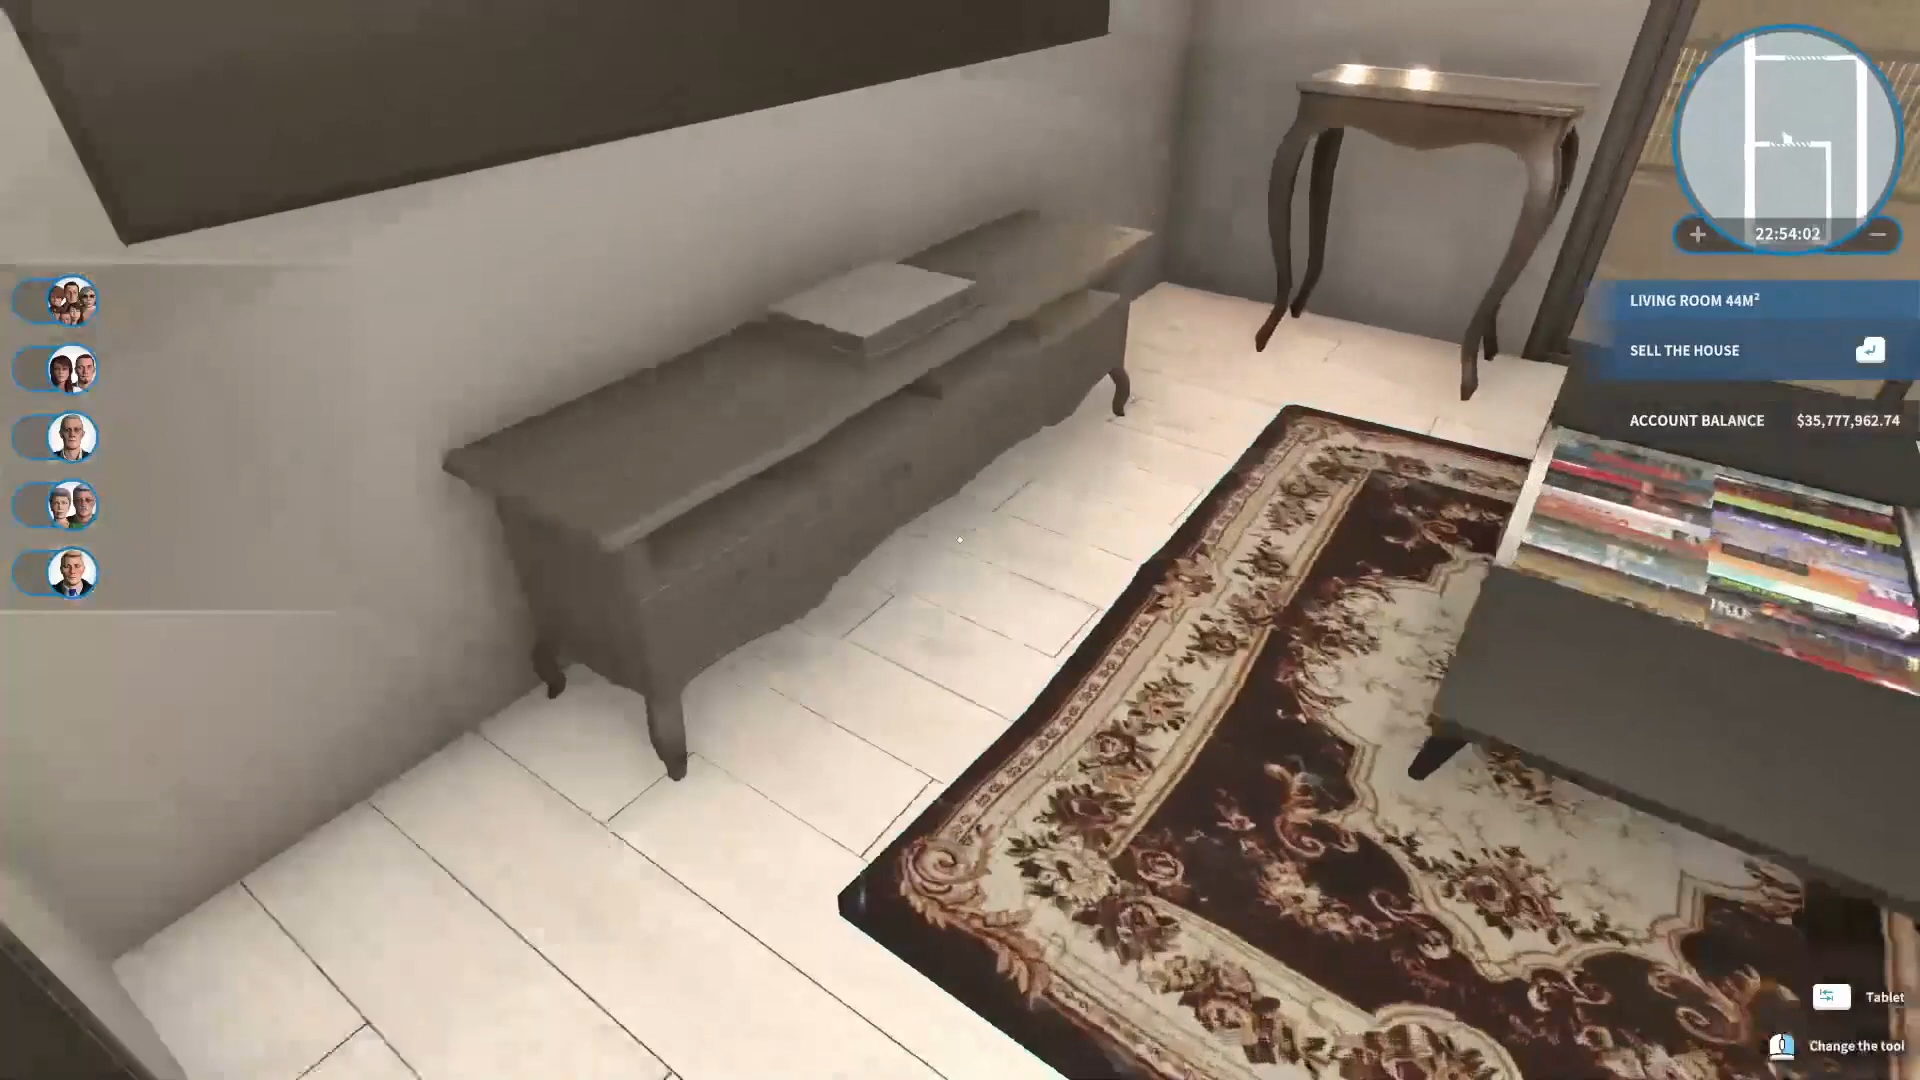 22:54:02
LIVING ROOM 44M²
SELL THE HOUSE
ACCOUNT BALANCE $35,777,962.74
Tablet
Change the tool